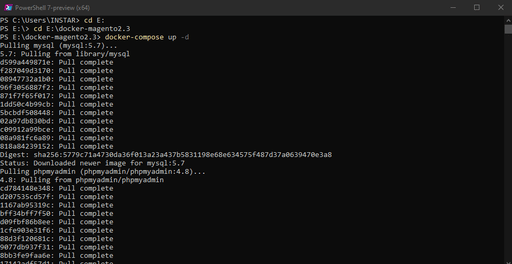 PowerShell 7-preview (x64)
PS C:\Users\INSTAR> cd E:
PS E:\> cd E:\docker-magento2.3
PS E:\docker-magento2.3> docker-compose up -d
Pulling mysql (mysql:5.7)...
5.7: Pulling from library/mysql
d599a449871e: Pull complete
f287049d3170: Pull complete
08947732a1b0: Pull complete
96f3056887f2: Pull complete
871f7f65f017: Pull complete
1dd50c4b99cb: Pull complete
5bcbdf508448: Pull complete
02a97db830bd: Pull complete
c09912a99bce: Pull complete
08a981fc6a89: Pull complete
818a84239152: Pull complete
Digest: sha256:5779c71a4730da36f013a23a437b5831198e68e634575f487d37a0639470e3a8
Status: Downloaded newer image for mysql:5.7
Pulling phpmyadmin (phpmyadmin/phpmyadmin:4.8)...
4.8: Pulling from phpmyadmin/phpmyadmin
cd784148e348: Pull complete
d207535cd57f: Pull complete
1167ab95319c: Pull complete
bff34bff7f50: Pull complete
d09fbf86b8ee: Pull complete
1cfe903e31f6: Pull complete
88d3f120681c: Pull complete
9077db937f31: Pull complete
8bb3fe9faa6e: Pull complete